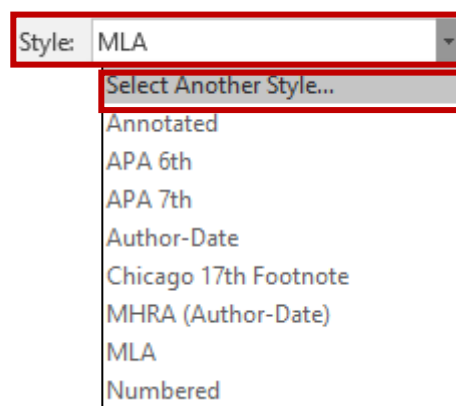 Style: MLA
Select Another Style...
Annotated
APA 6th
APA 7th
Author-Date
Chicago 17th Footnote
MHRA (Author-Date)
MLA
Numbered